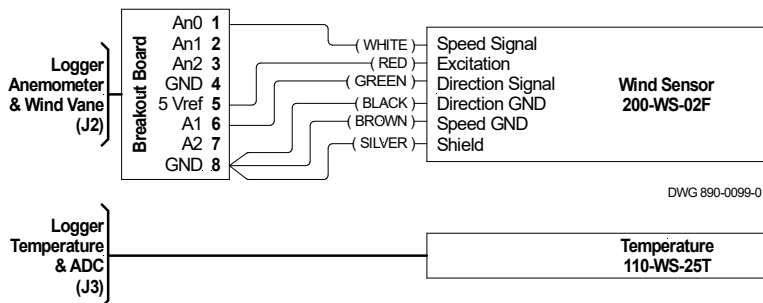 Logger
Anemometer
& Wind Vane
(J2)
Breakout Board
An0 1
An1 2
An2 3
GND 4
5 Vref 5
A1 6
A2 7
GND 8
( WHITE ) Speed Signal
( RED ) Excitation
( GREEN ) Direction Signal
( BLACK ) Direction GND
( BROWN ) Speed GND
( SILVER ) Shield
Wind Sensor
200-WS-02F
DWG 890-0099-0
Logger
Temperature
& ADC
(J3)
Temperature
110-WS-25T